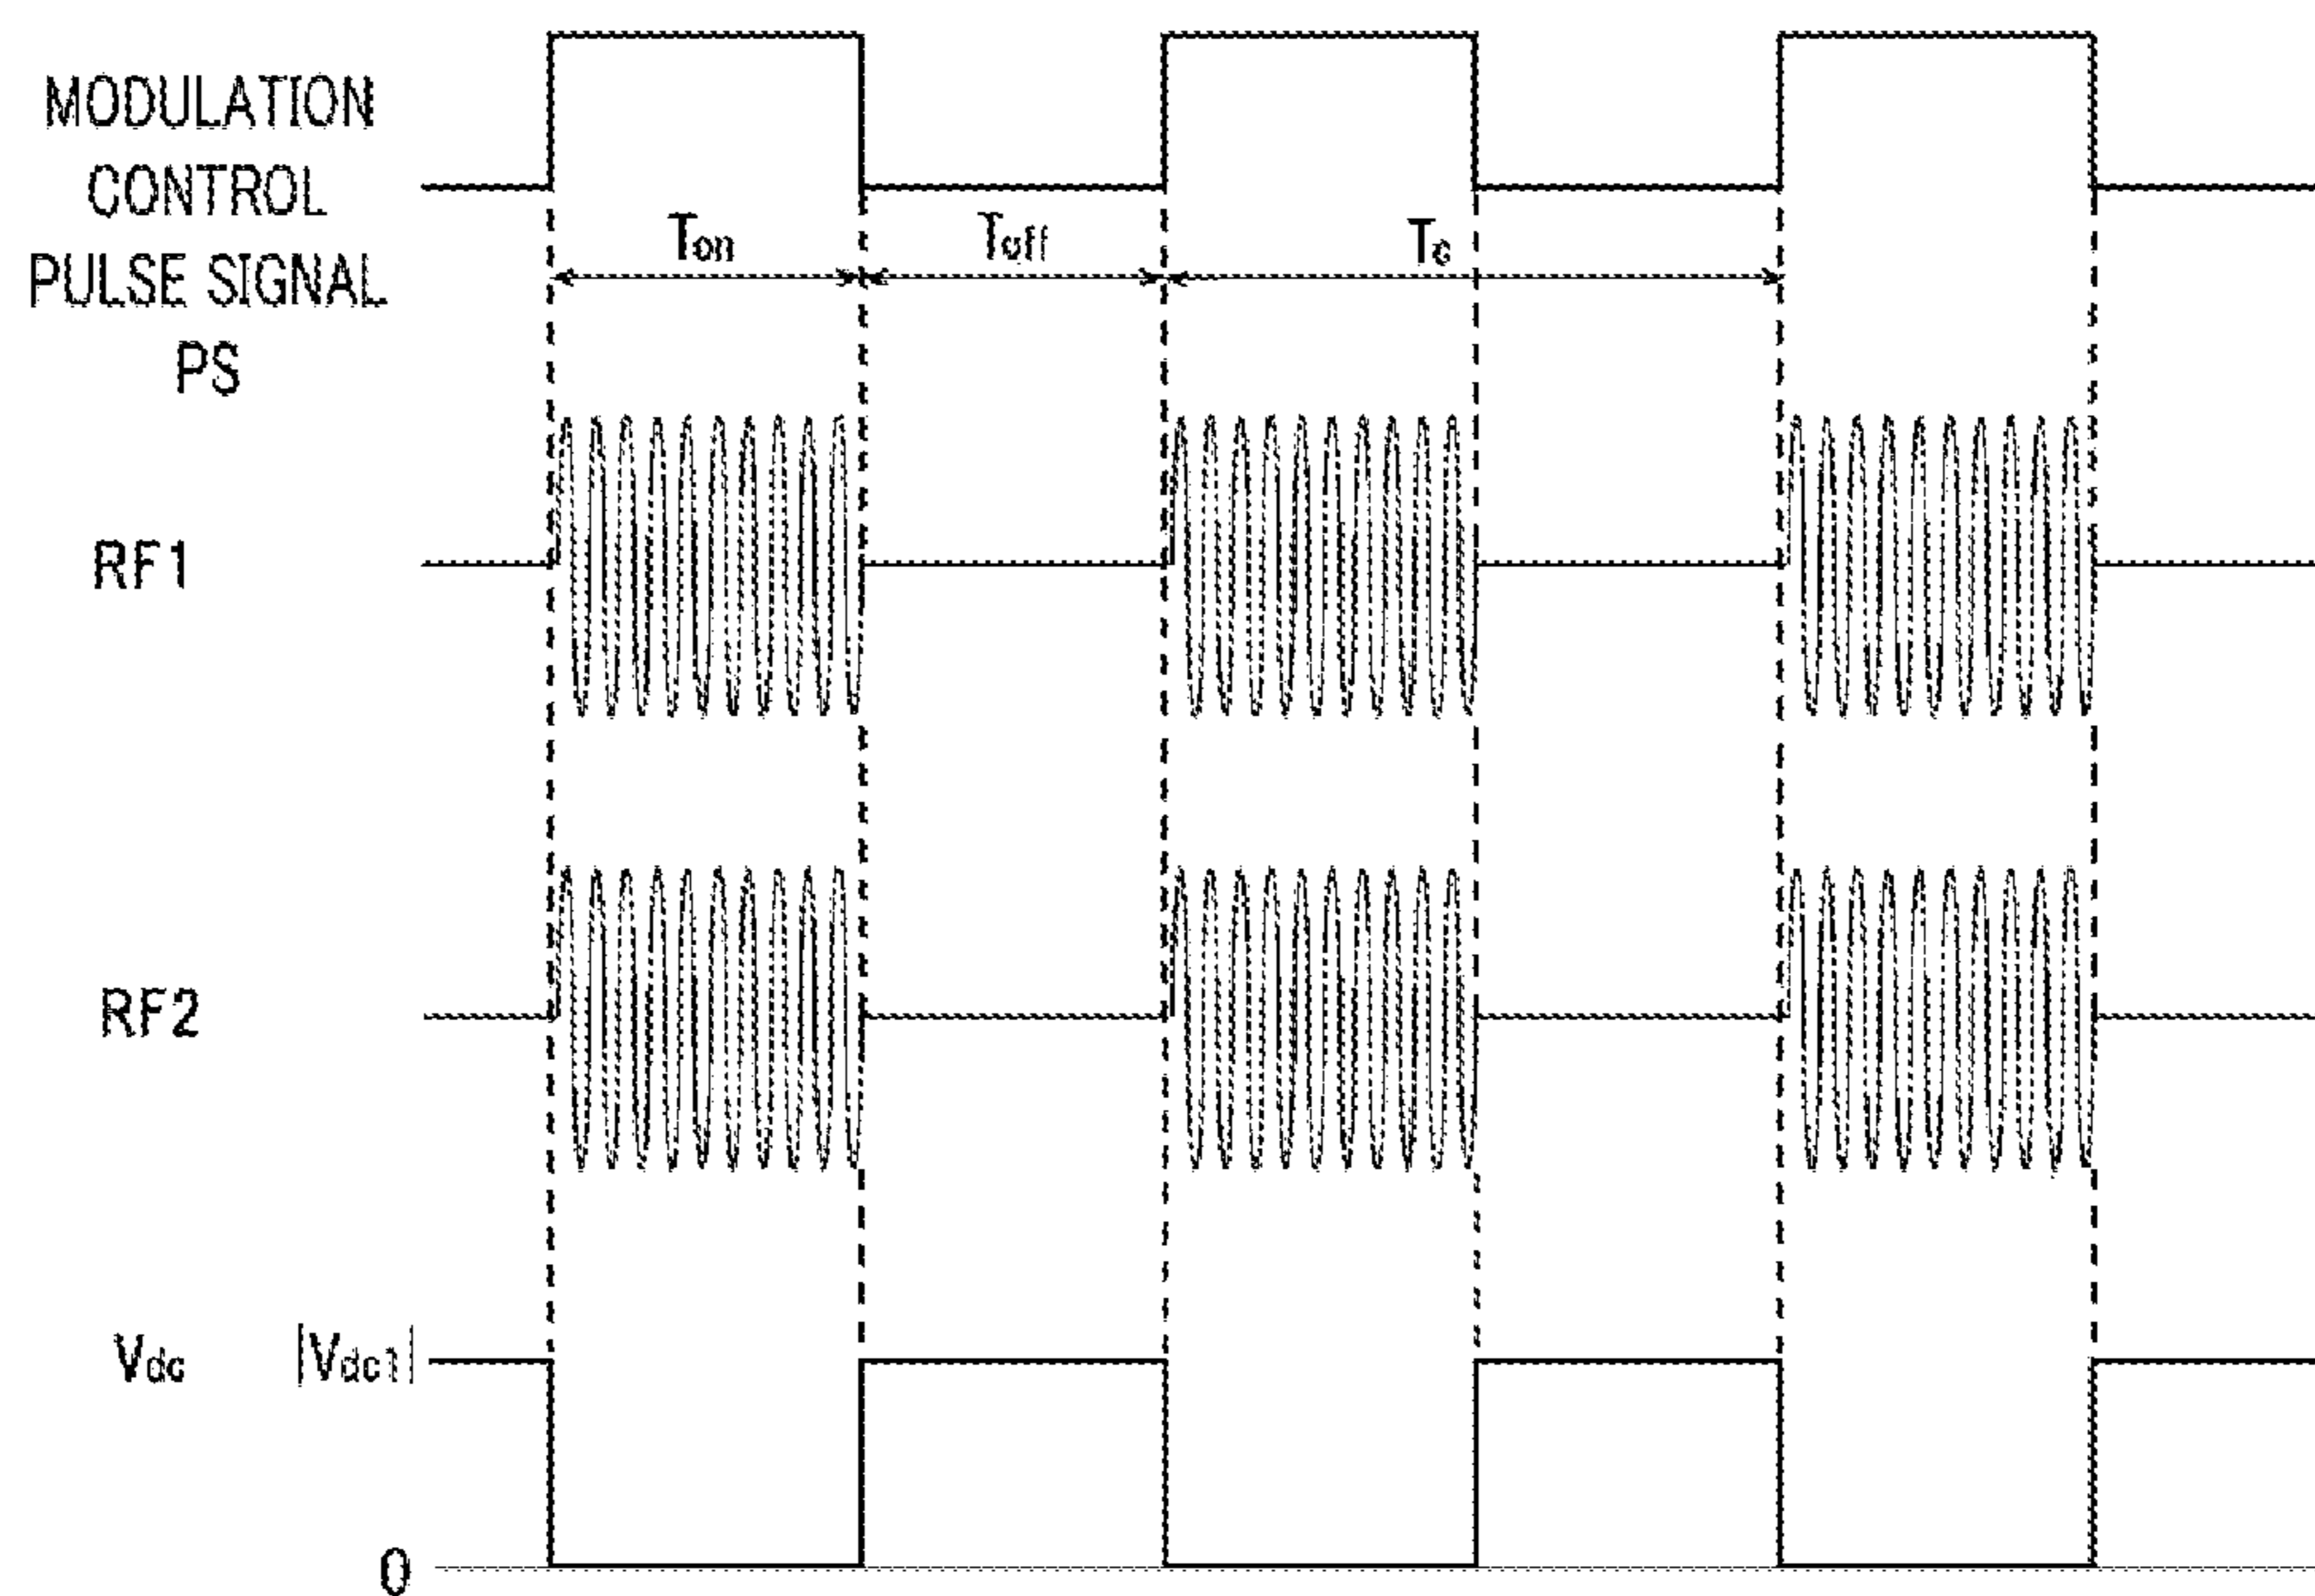 MODULATION
CONTROL
PULSE SIGNAL
PS
Ton
Toff
Tc
RF1
RF2
Vdc
|Vdc1|
0